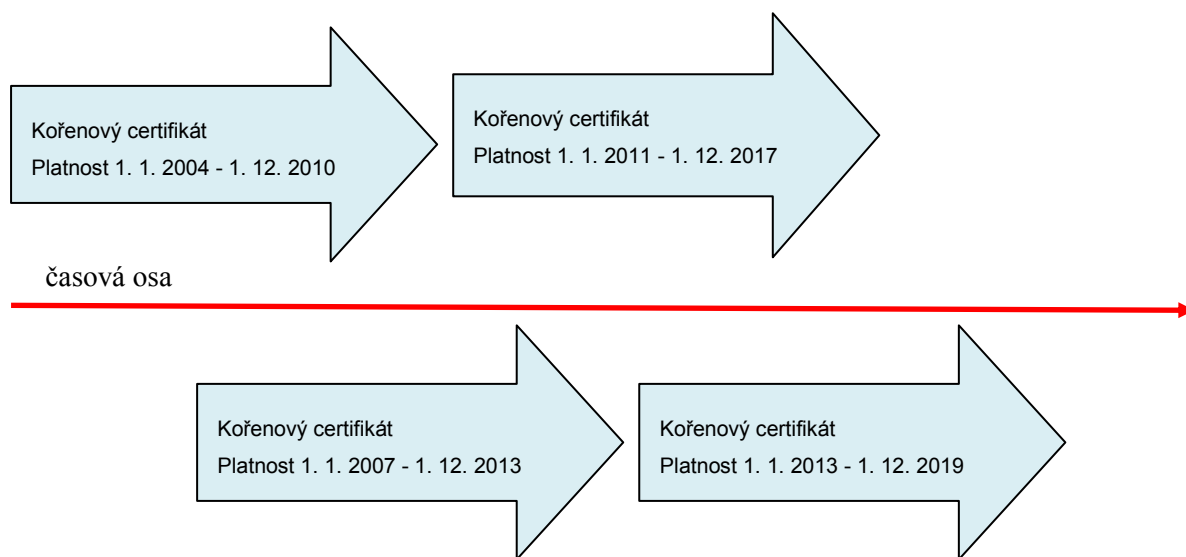 Kořenový certifikát
Platnost 1. 1. 2004 - 1. 12. 2010
Kořenový certifikát
Platnost 1. 1. 2011 - 1. 12. 2017
časová osa
Kořenový certifikát
Platnost 1. 1. 2007 - 1. 12. 2013
Kořenový certifikát
Platnost 1. 1. 2013 - 1. 12. 2019